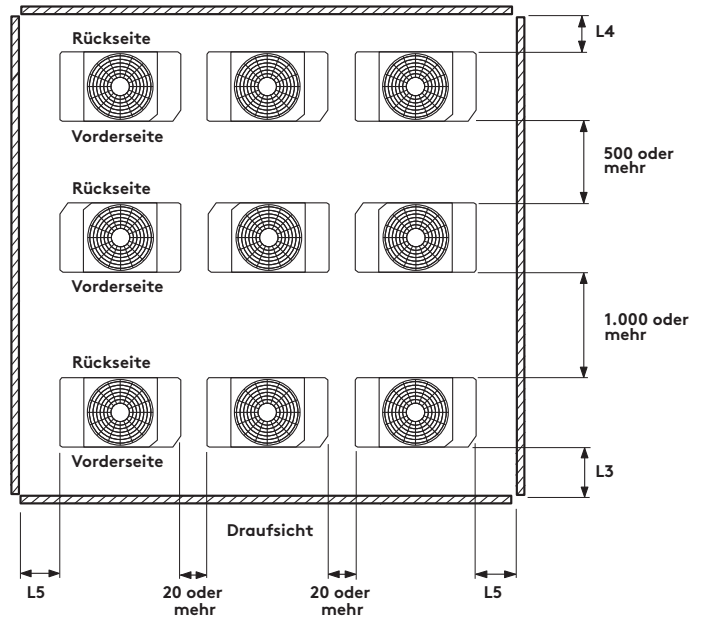 L4
Rückseite
Vorderseite
500 oder
mehr
Rückseite
Vorderseite
1.000 oder
mehr
Rückseite
Vorderseite
L3
Draufsicht
L5
20 oder
mehr
20 oder
mehr
L5